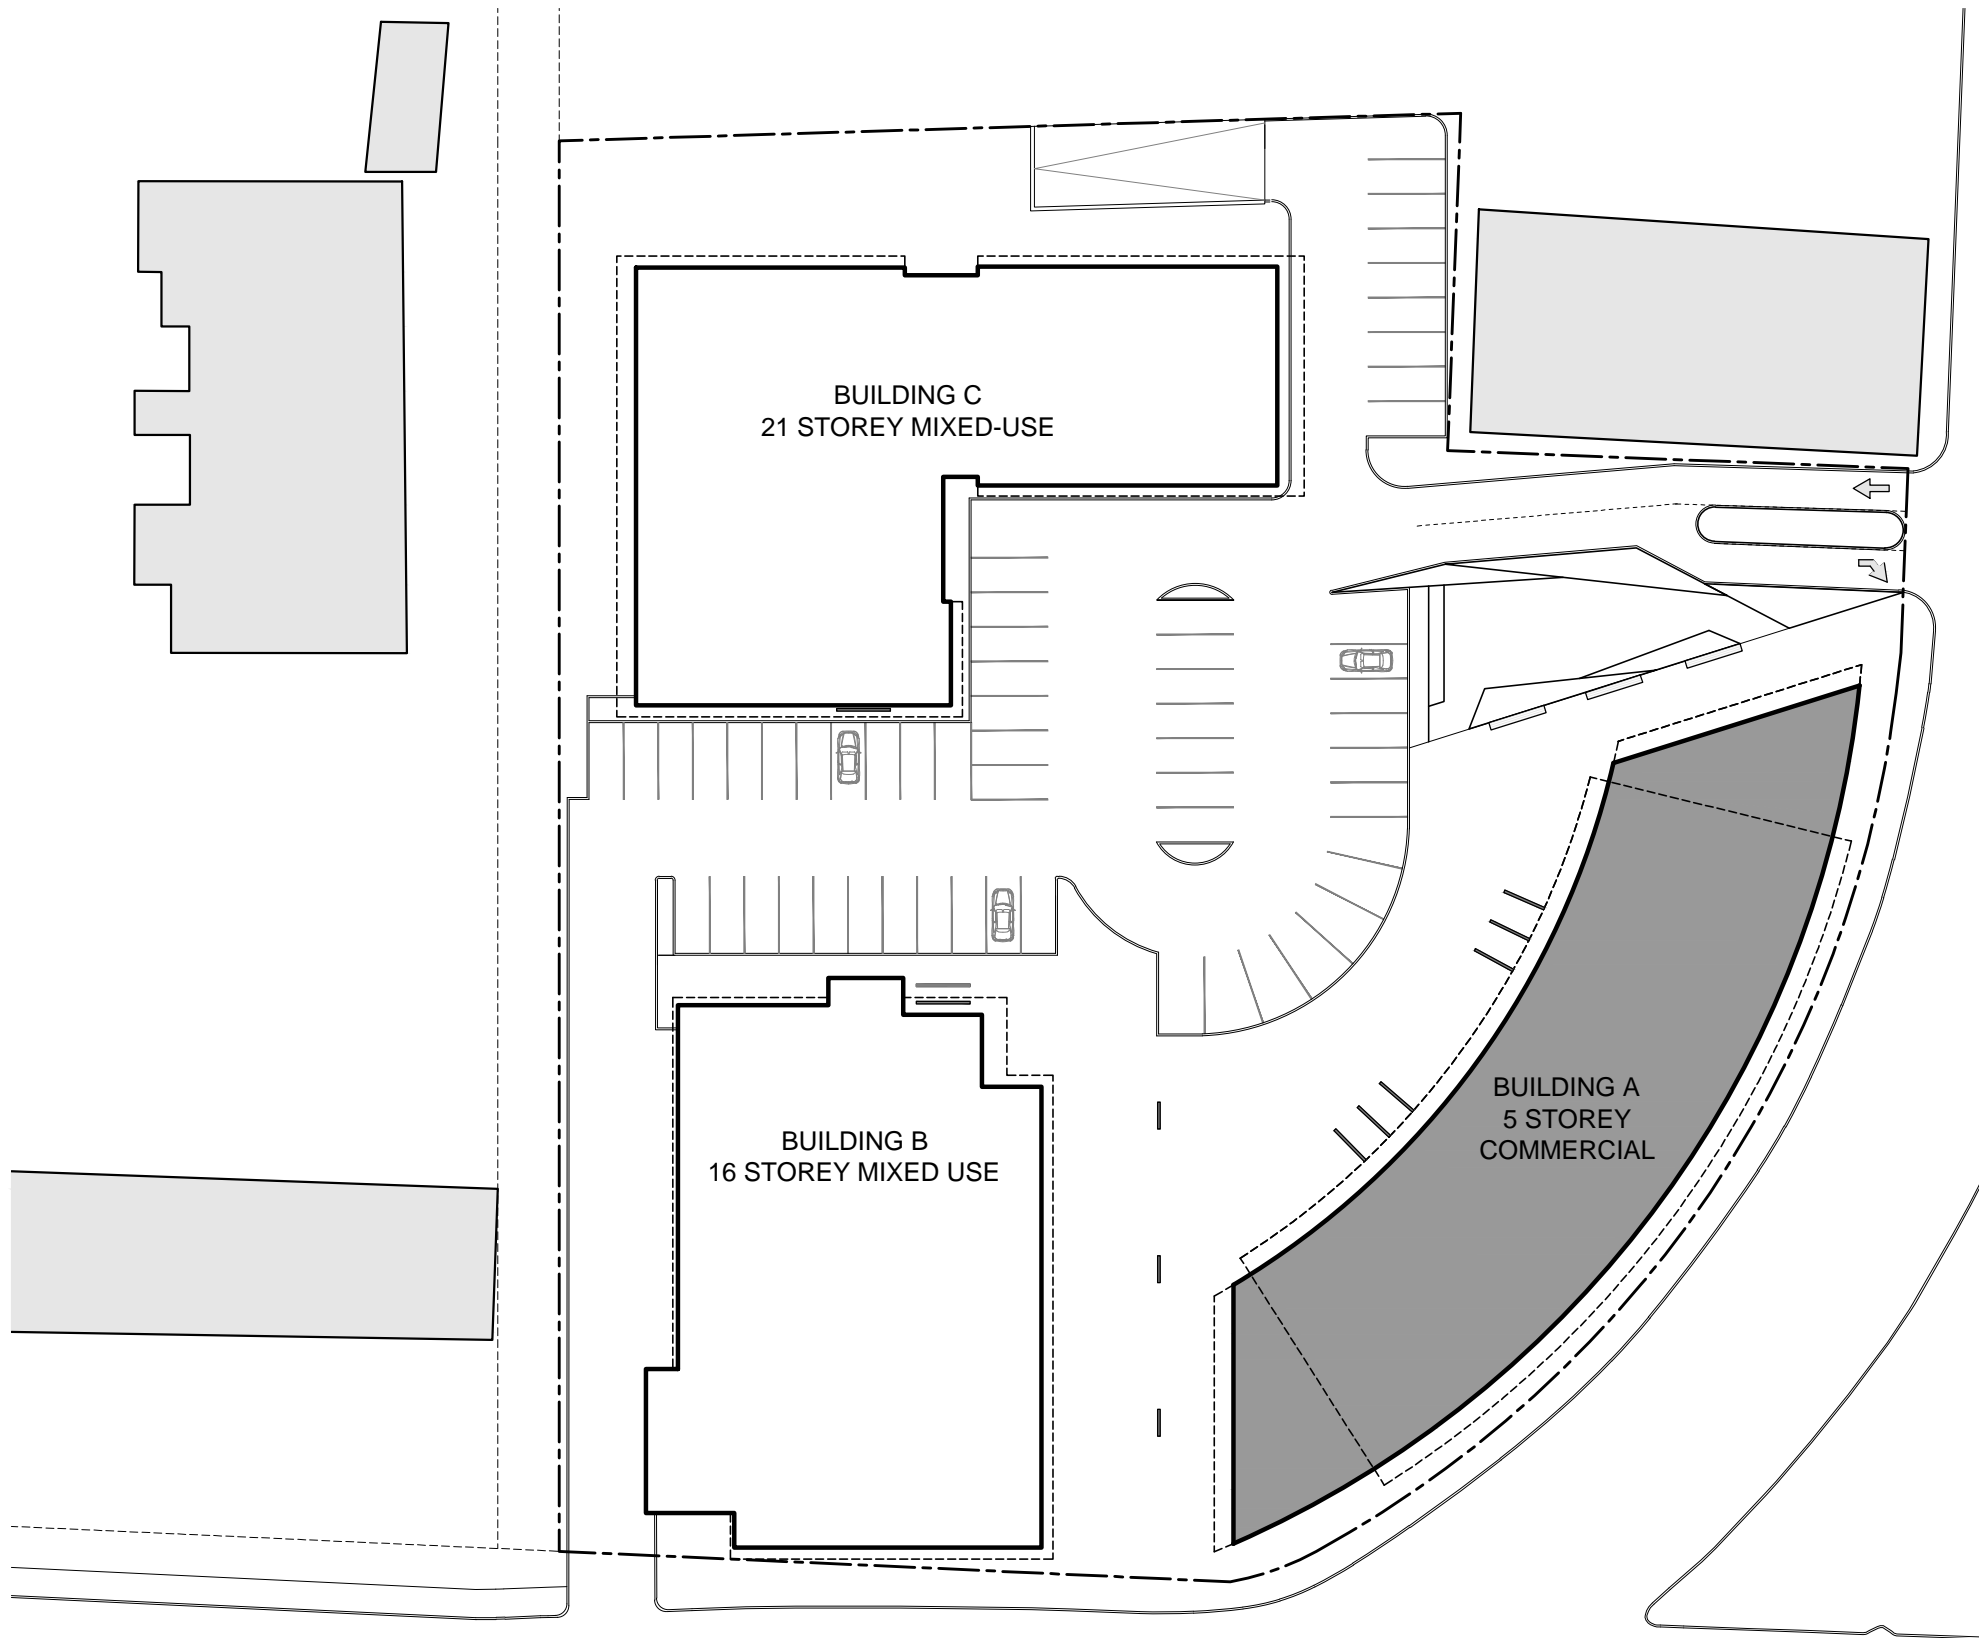 BUILDING C
21 STOREY MIXED-USE
BUILDING A
5 STOREY
COMMERCIAL
BUILDING B
16 STOREY MIXED USE